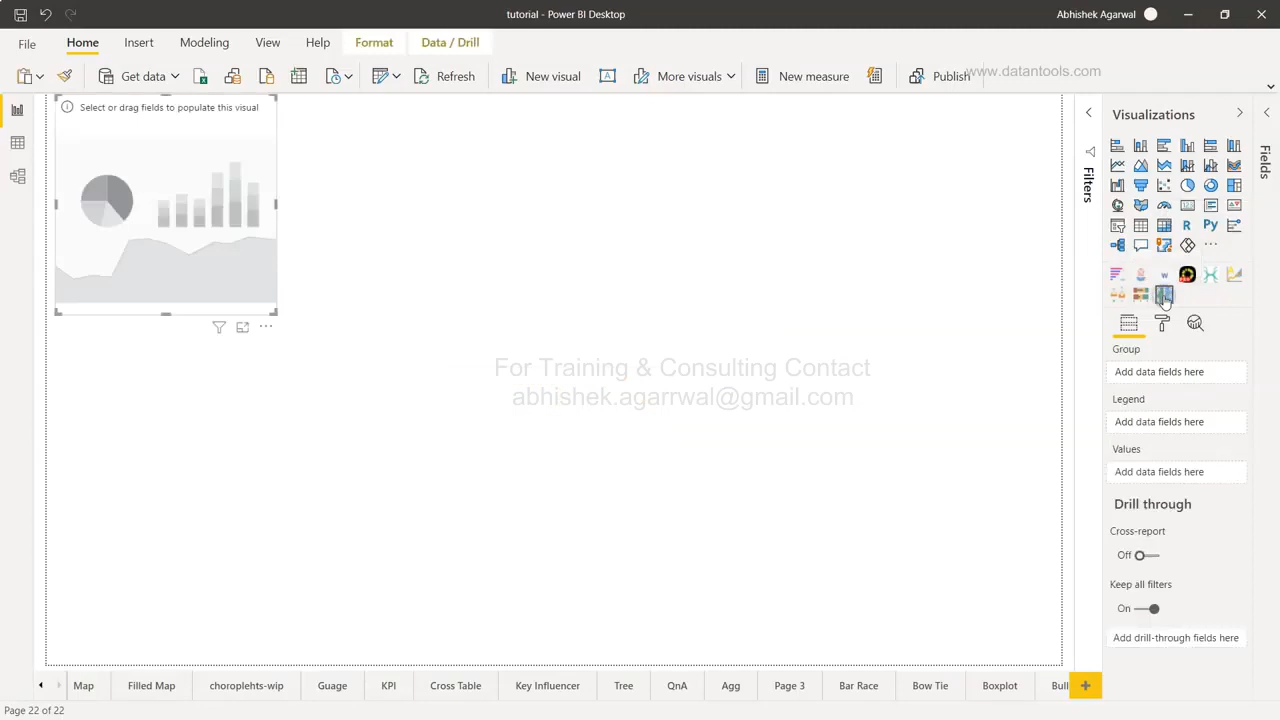 tutorial - Power BI Desktop
Abhishek Agarwal
File
Home
Insert
Modeling
View
Help
Format
Data / Drill
Get data
Refresh
New visual
More visuals
New measure
Publish
www.datantools.com
Select or drag fields to populate this visual
Visualizations
Fields
Filters
R
Py
W
Group
Add data fields here
Legend
Add data fields here
Values
Add data fields here
Drill through
Cross-report
Off
Keep all filters
On
Add drill-through fields here
For Training & Consulting Contact
abhishek.agarrwal@gmail.com
Map
Filled Map
choroplehts-wip
Guage
KPI
Cross Table
Key Influencer
Tree
QnA
Agg
Page 3
Bar Race
Bow Tie
Boxplot
Bull
Page 22 of 22